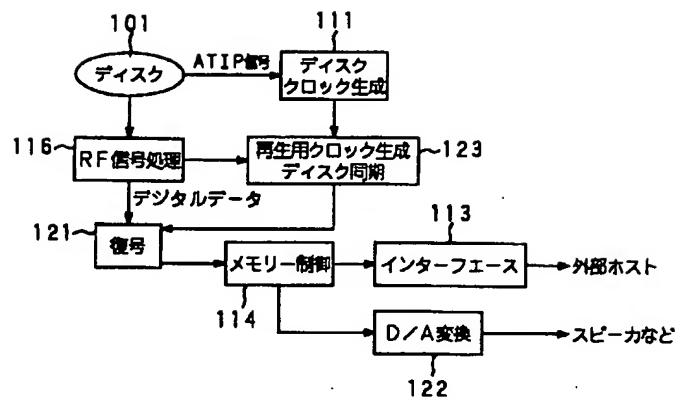 101
111
ディスク
ATIP信号
ディスク
クロック生成
116
RF信号処理
再生用クロック生成
ディスク同期
123
デジタルデータ
121
復号
113
メモリー制御
インターフェース
外部ホスト
114
D/A変換
スピーカなど
122